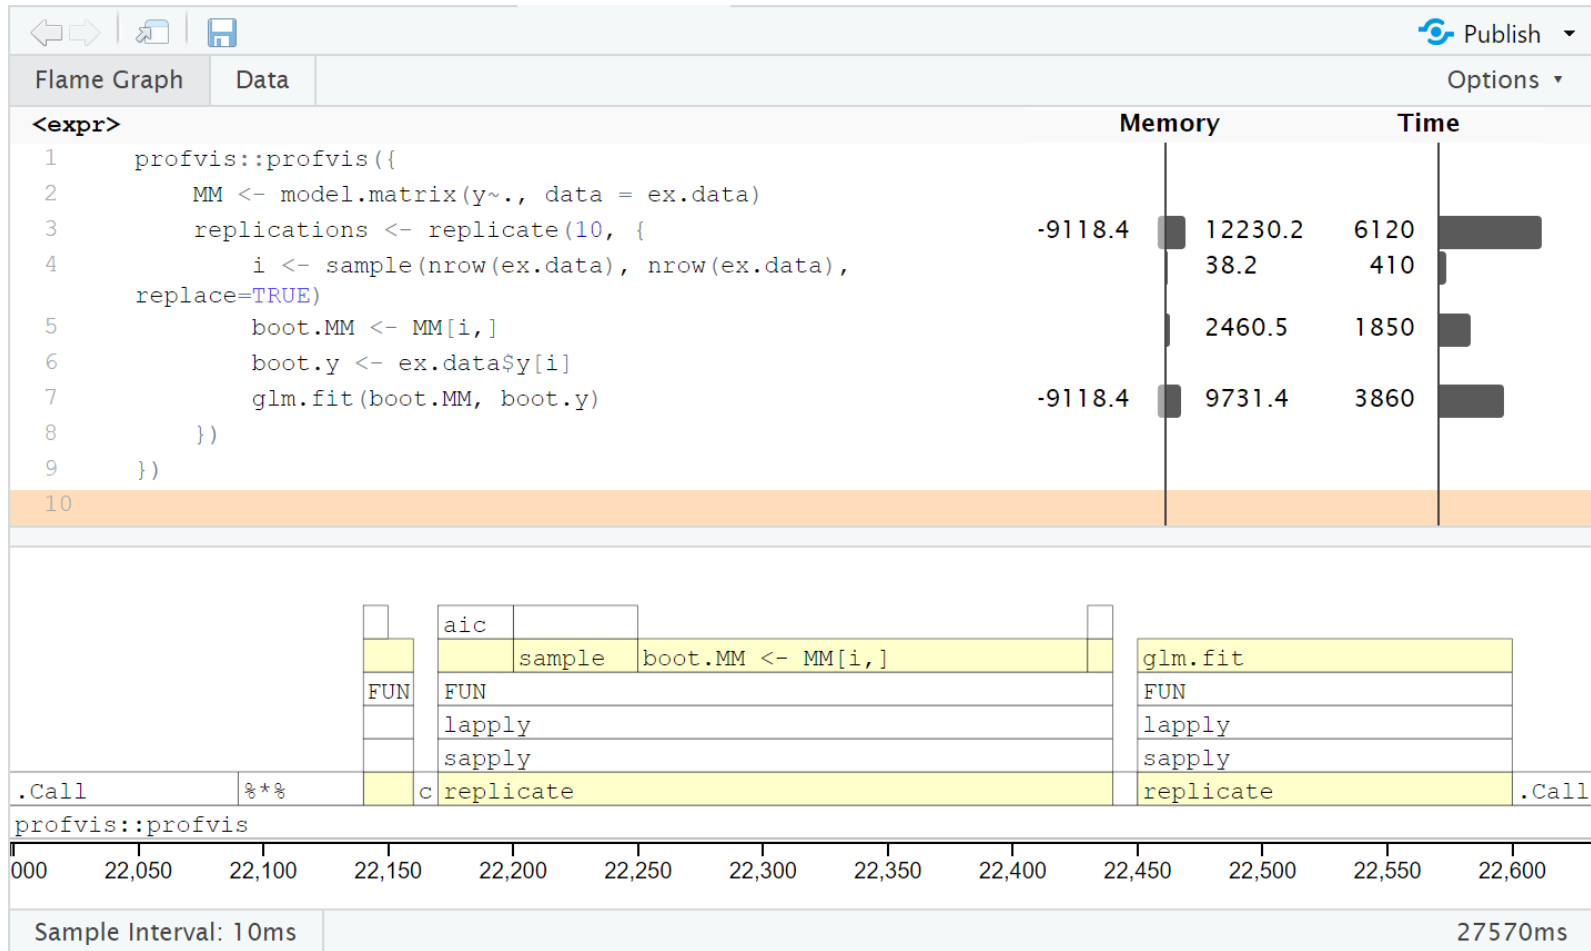 Publish
Flame Graph Data Options
<expr> Memory Time
1 profvis::profvis({
2 MM <- model.matrix(y~., data = ex.data)
3 replications <- replicate(10, { -9118.4 12230.2 6120
4 i <- sample(nrow(ex.data), nrow(ex.data), 38.2 410
replace=TRUE)
5 boot.MM <- MM[i,] 2460.5 1850
6 boot.y <- ex.data$y[i]
7 glm.fit(boot.MM, boot.y) -9118.4 9731.4 3860
8 })
9 })
10
aic
sample boot.MM <- MM[i,] glm.fit
FUN FUN FUN
lapply lapply
sapply sapply
.Call %*% c replicate replicate .Call
profvis::profvis
000 22,050 22,100 22,150 22,200 22,250 22,300 22,350 22,400 22,450 22,500 22,550 22,600
Sample Interval: 10ms 27570ms